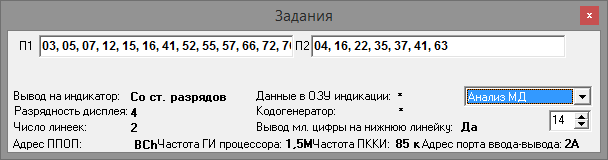 Задания
П1 03, 05, 07, 12, 15, 16, 41, 52, 55, 57, 66, 72, П2 04, 16, 22, 35, 37, 41, 63
Вывод на индикатор: Со ст. разрядов Данные в ОЗУ индикации: * Анализ МД
Разрядность дисплея: 4 Кодогенератор: *
Число линеек: 2 Вывод мл. цифры на нижнюю линейку: Да 14
Адрес ППОП: BCh Частота ГИ процессора: 1,5М Частота ПККИ: 85 к Адрес порта ввода-вывода: 2А